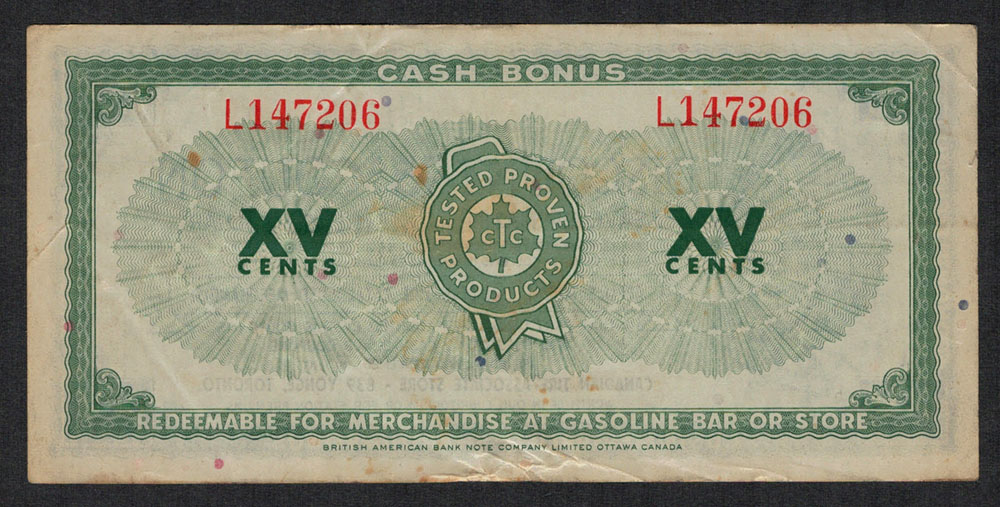 CASH BONUS
L147206 L147206
TESTED PROVEN
CTC
PRODUCTS
XV XV
CENTS CENTS
REDEEMABLE FOR MERCHANDISE AT GASOLINE BAR OR STORE
BRITISH AMERICAN BANK NOTE COMPANY LIMITED OTTAWA CANADA